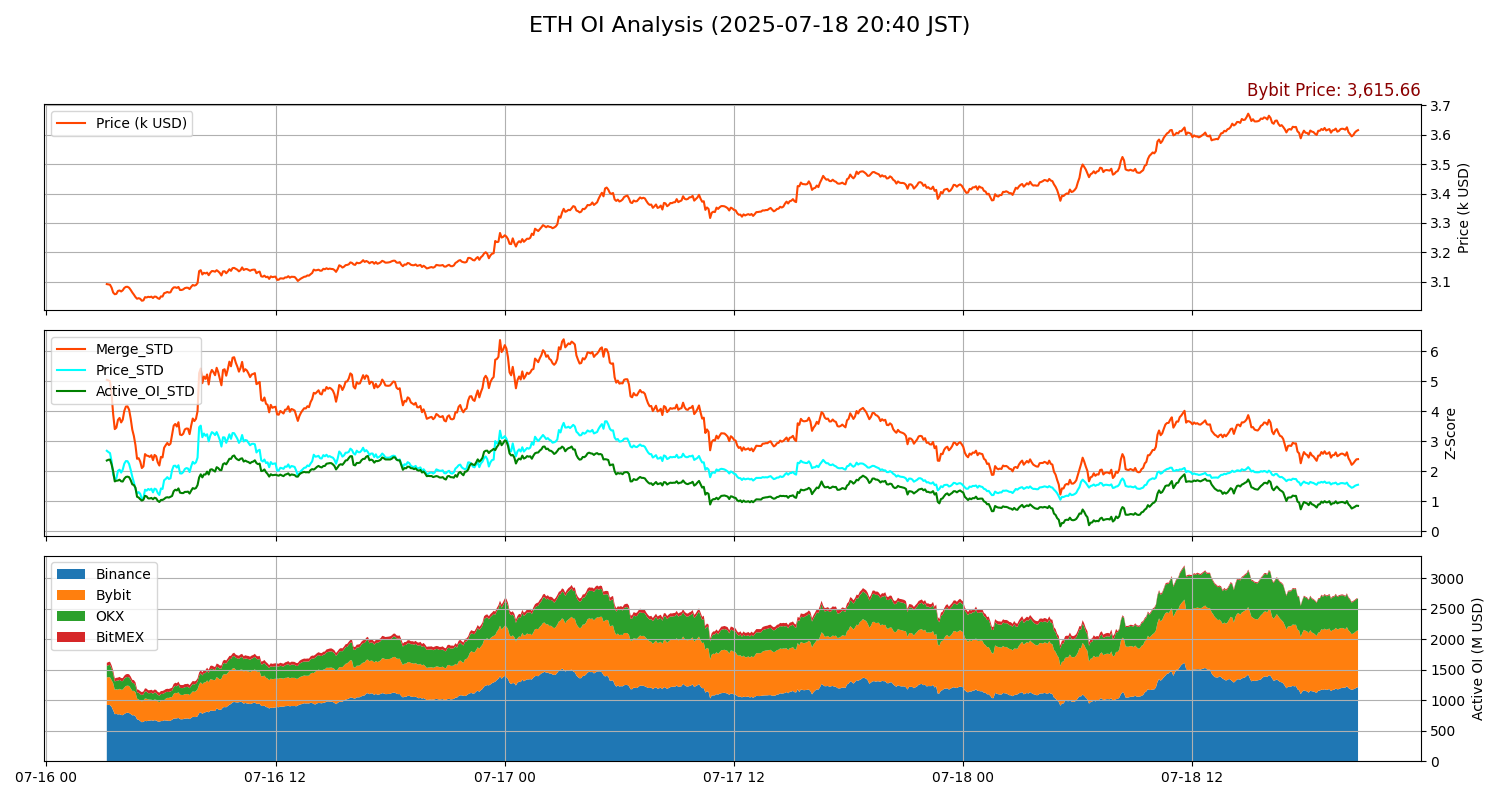 ETH OI Analysis (2025-07-18 20:40 JST)
Bybit Price: 3,615.66
Price (k USD)
3.7
3.6
3.5
3.4
3.3
3.2
3.1
Price (k USD)
Merge_STD
Price_STD
Active_OI_STD
6
5
4
3
2
1
0
Z-Score
Binance
Bybit
OKX
BitMEX
3000
2500
2000
1500
1000
500
0
Active OI (M USD)
07-16 00
07-16 12
07-17 00
07-17 12
07-18 00
07-18 12